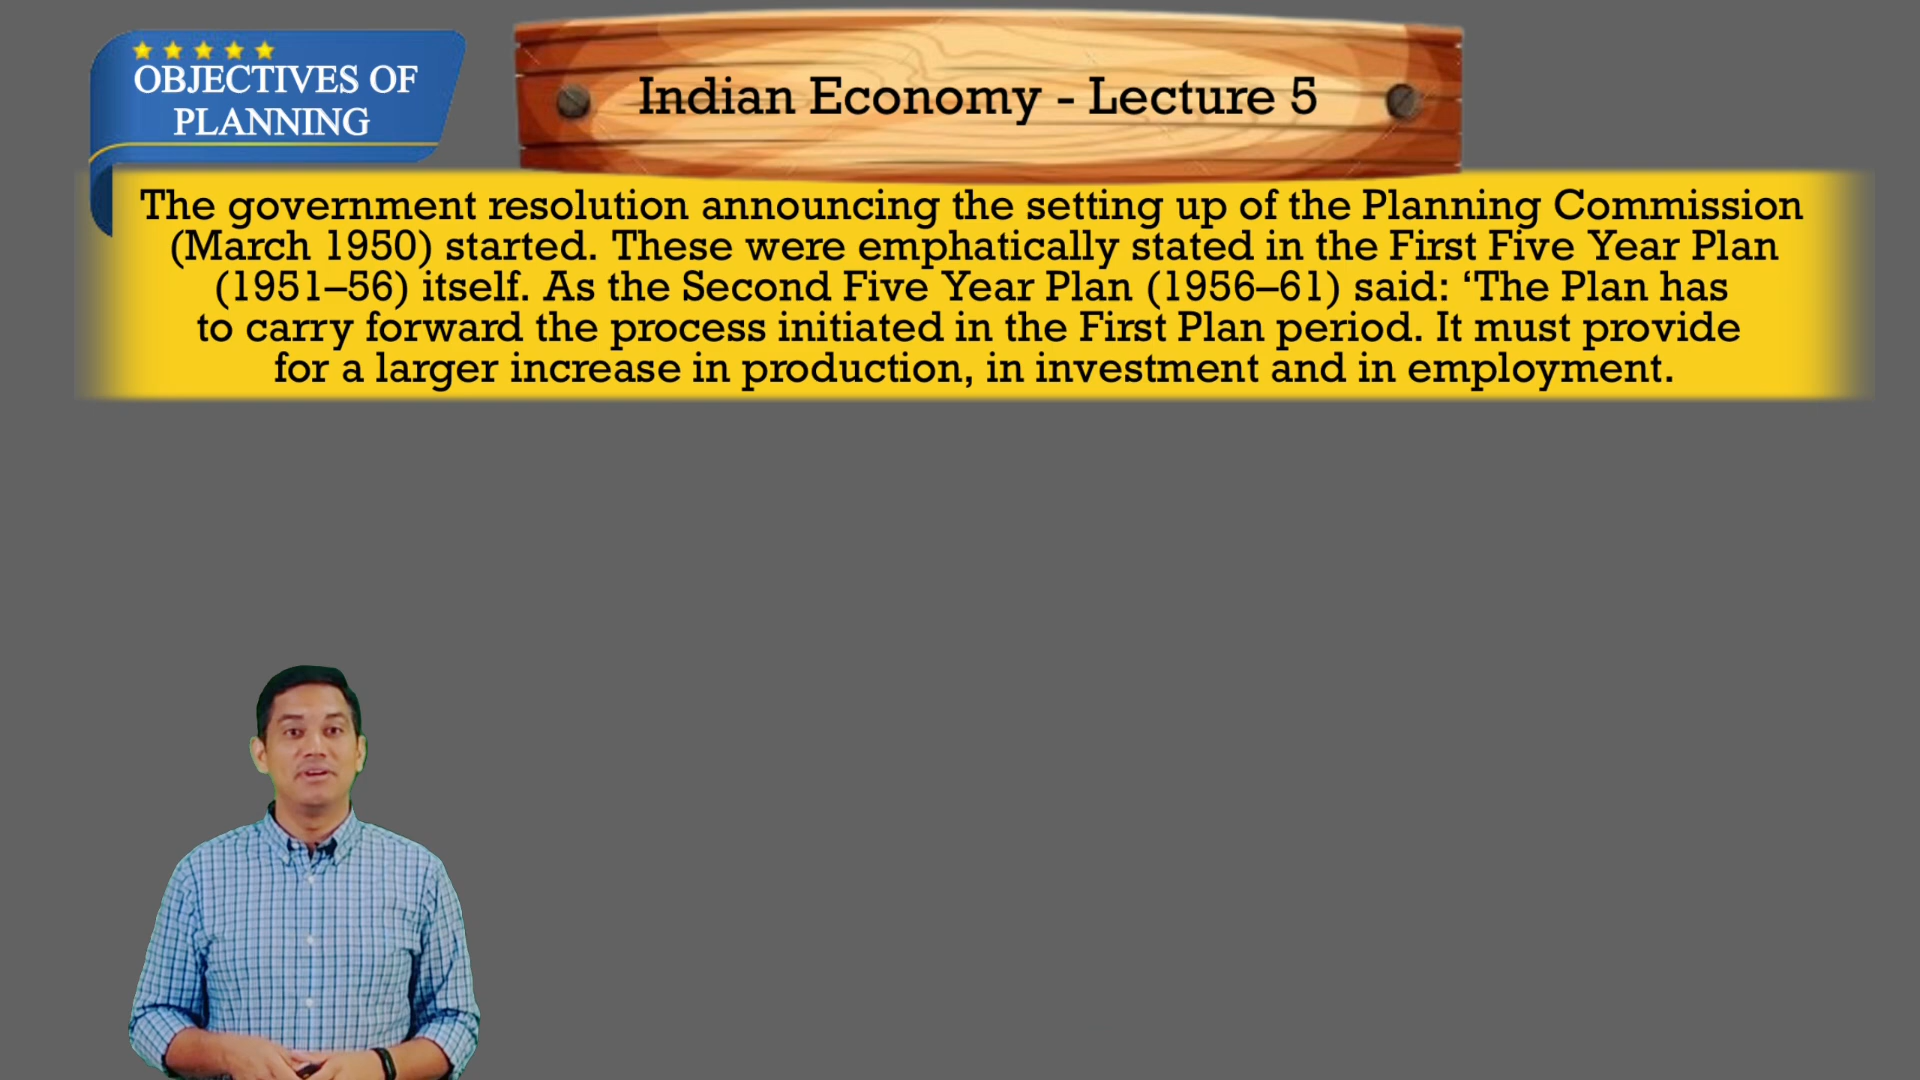 OBJECTIVES OF
PLANNING
Indian Economy - Lecture 5
The government resolution announcing the setting up of the Planning Commission
(March 1950) started. These were emphatically stated in the First Five Year Plan
(1951–56) itself. As the Second Five Year Plan (1956–61) said: ‘The Plan has
to carry forward the process initiated in the First Plan period. It must provide
for a larger increase in production, in investment and in employment.